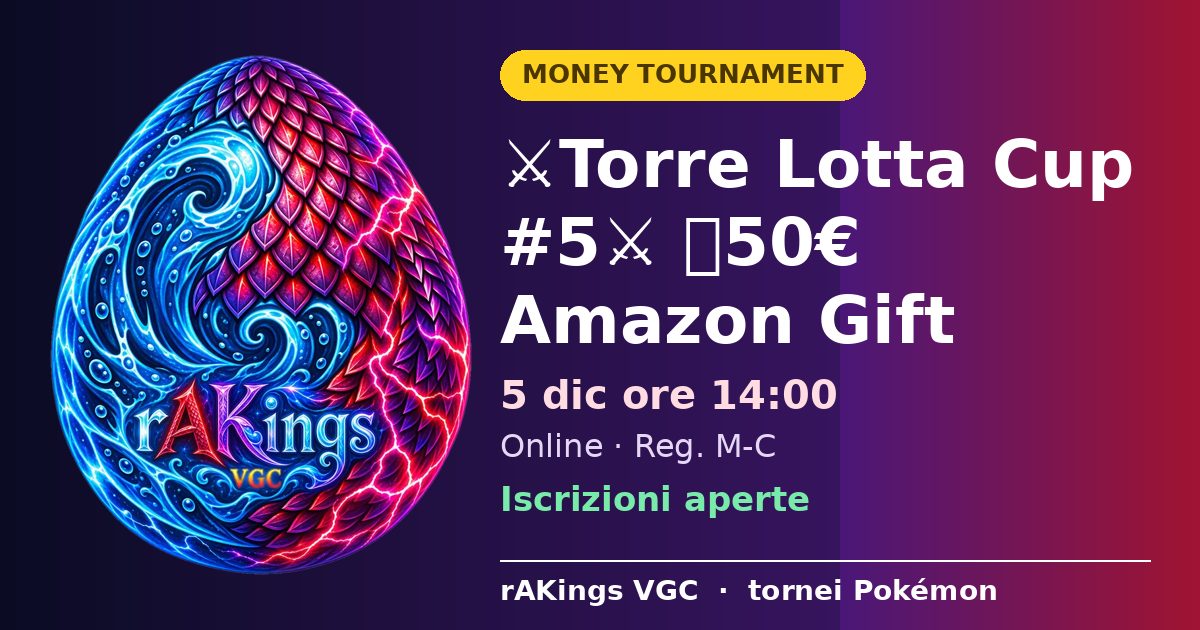 MONEY TOURNAMENT
⚔Torre Lotta Cup
#5⚔ 50€
Amazon Gift
5 dic ore 14:00
Online · Reg. M-C
Iscrizioni aperte
rAKings
VGC
rAKings VGC · tornei Pokémon